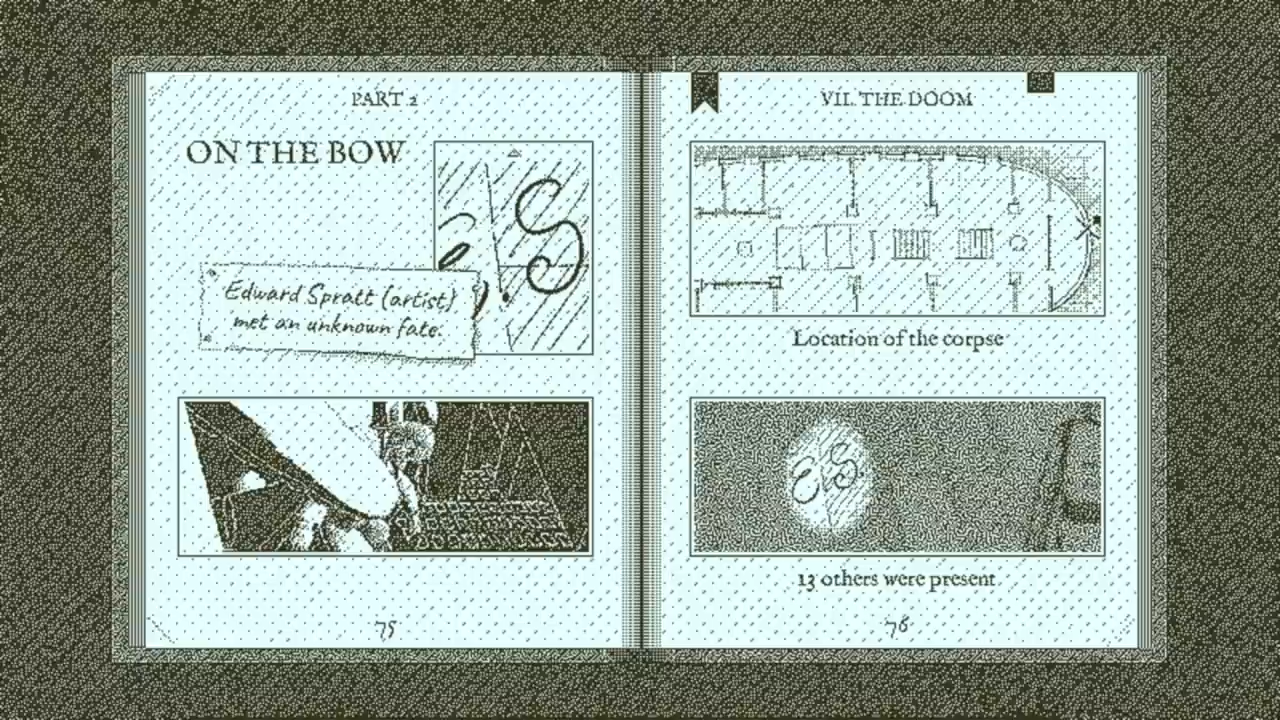 PART 2
ON THE BOW
E. S
Edward Spratt (artist)
met an unknown fate.
75
VII. THE DOOM
Location of the corpse
E S
13 others were present
76